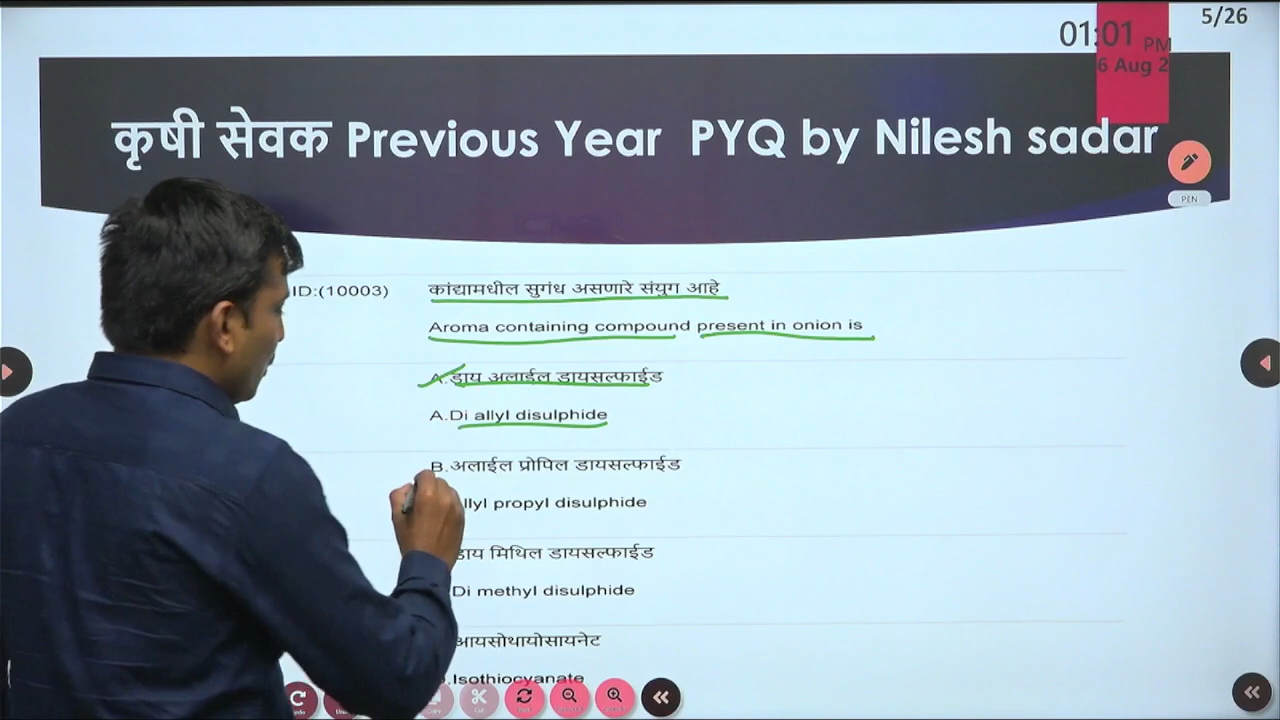 5/26
01:01 PM
6 Aug 2
कृषी सेवक Previous Year PYQ by Nilesh sadar
PEN
ID:(10003)
कांद्यामधील सुगंध असणारे संयुग आहे
Aroma containing compound present in onion is
A.डाय अलाईल डायसल्फाईड
A.Di allyl disulphide
B.अलाईल प्रोपिल डायसल्फाईड
llyl propyl disulphide
डाय मिथिल डायसल्फाईड
Di methyl disulphide
आयसोथायोसायनेट
.Isothiocyanate